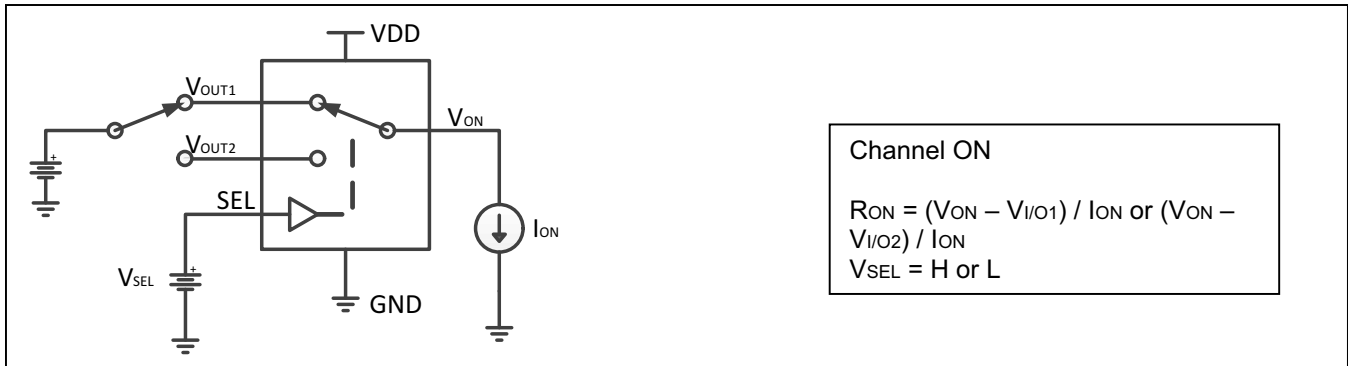 VDD
VOUT1
VON
VOUT2
SEL
ION
VSEL
GND
+
+
Channel ON
RON = (VON – VI/O1) / ION or (VON –
VI/O2) / ION
VSEL = H or L